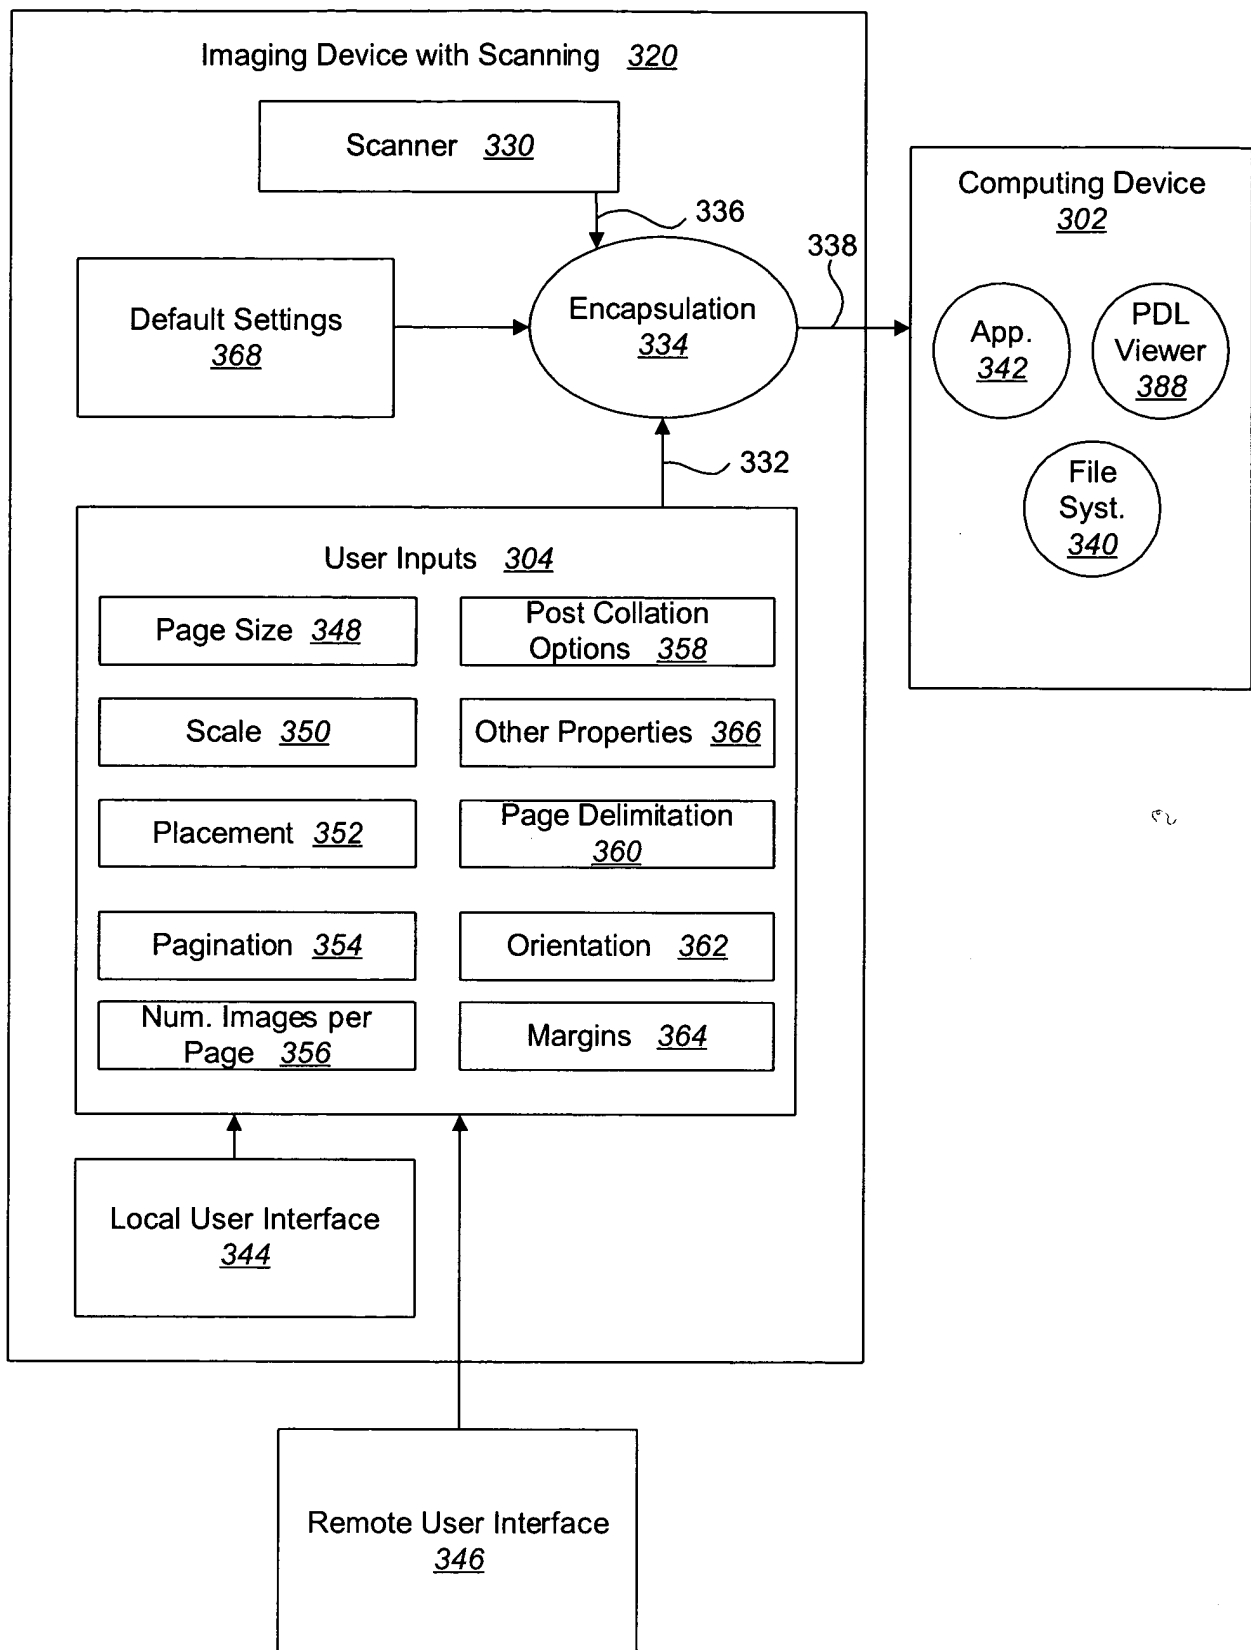 Imaging Device with Scanning 320
Scanner 330
336
Computing Device
302
338
Default Settings
368
Encapsulation
334
App.
342
PDL
Viewer
388
File
Syst.
340
332
User Inputs 304
Page Size 348
Post Collation
Options 358
Scale 350
Other Properties 366
Placement 352
Page Delimitation
360
Pagination 354
Orientation 362
Num. Images per
Page 356
Margins 364
Local User Interface
344
Remote User Interface
346